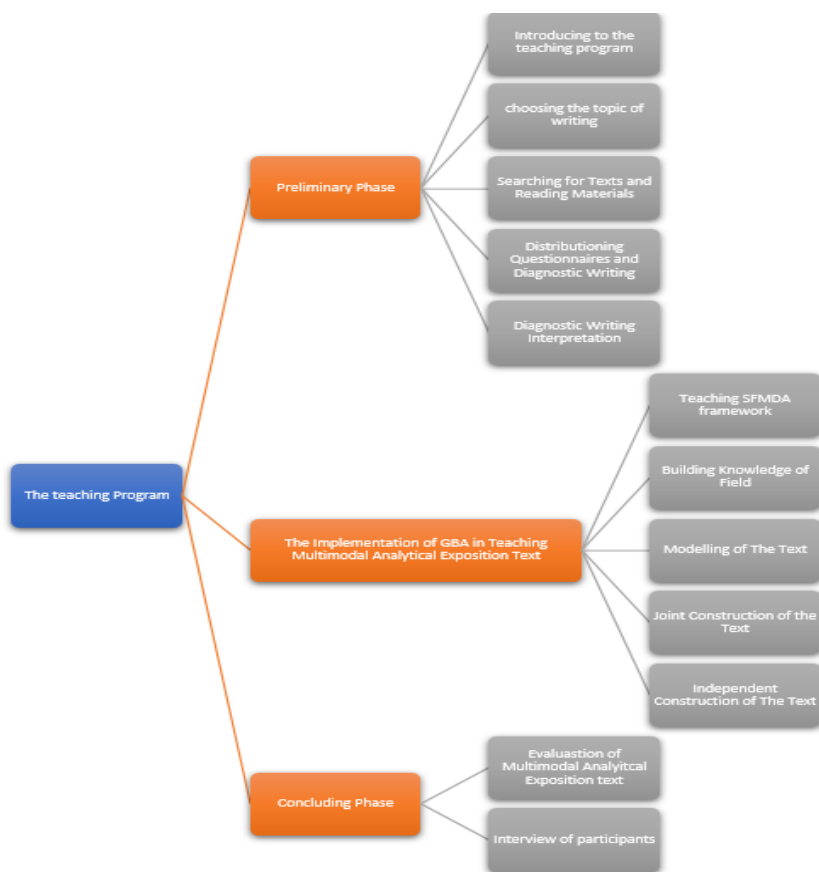 Introducing to the
teaching program
choosing the topic of
writing
Preliminary Phase
Searching for Texts and
Reading Materials
Distributioning
Questionnaires and
Diagnostic Writing
Diagnostic Writing
Interpretation
The teaching Program
The Implementation of GBA in Teaching
Multimodal Analytical Exposition Text
Teaching SFMDA
framework
Building Knowledge of
Field
Modelling of The Text
Joint Construction of the
Text
Independent
Construction of The Text
Concluding Phase
Evaluastion of
Multimodal Analyitcal
Exposition text
Interview of participants